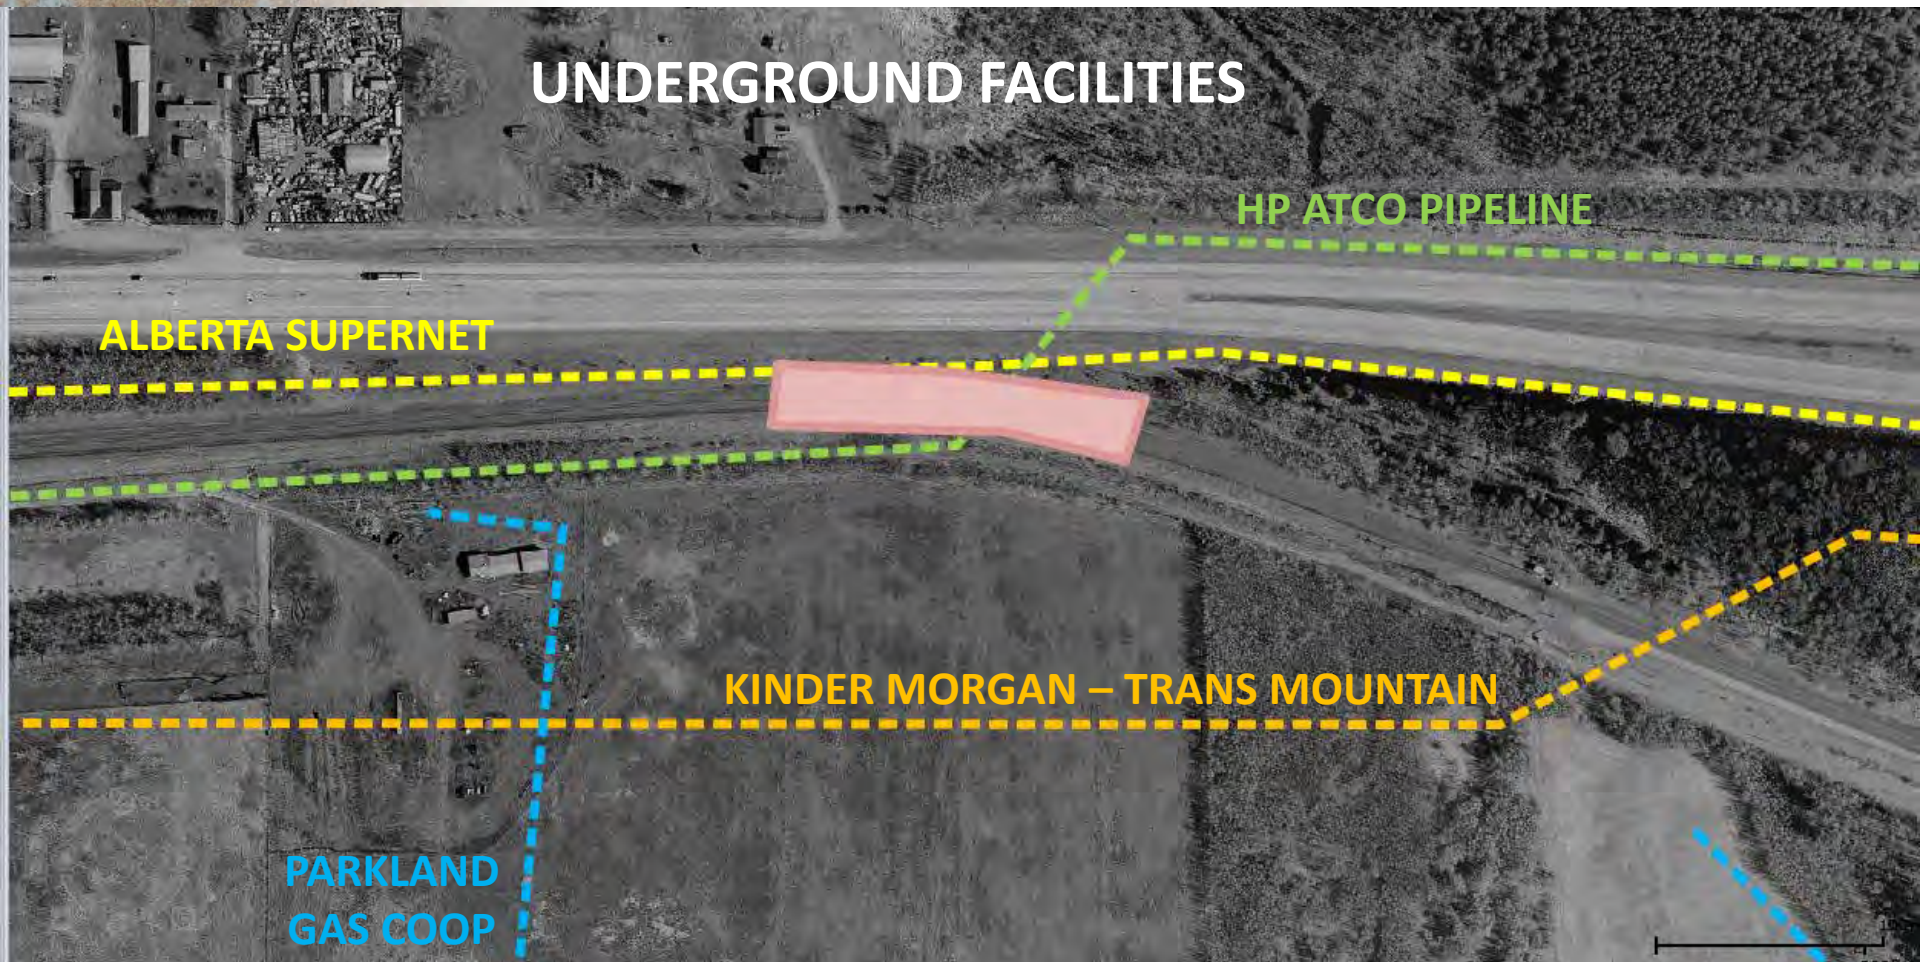 UNDERGROUND FACILITIES
HP ATCO PIPELINE
ALBERTA SUPERNET
KINDER MORGAN – TRANS MOUNTAIN
PARKLAND
GAS COOP